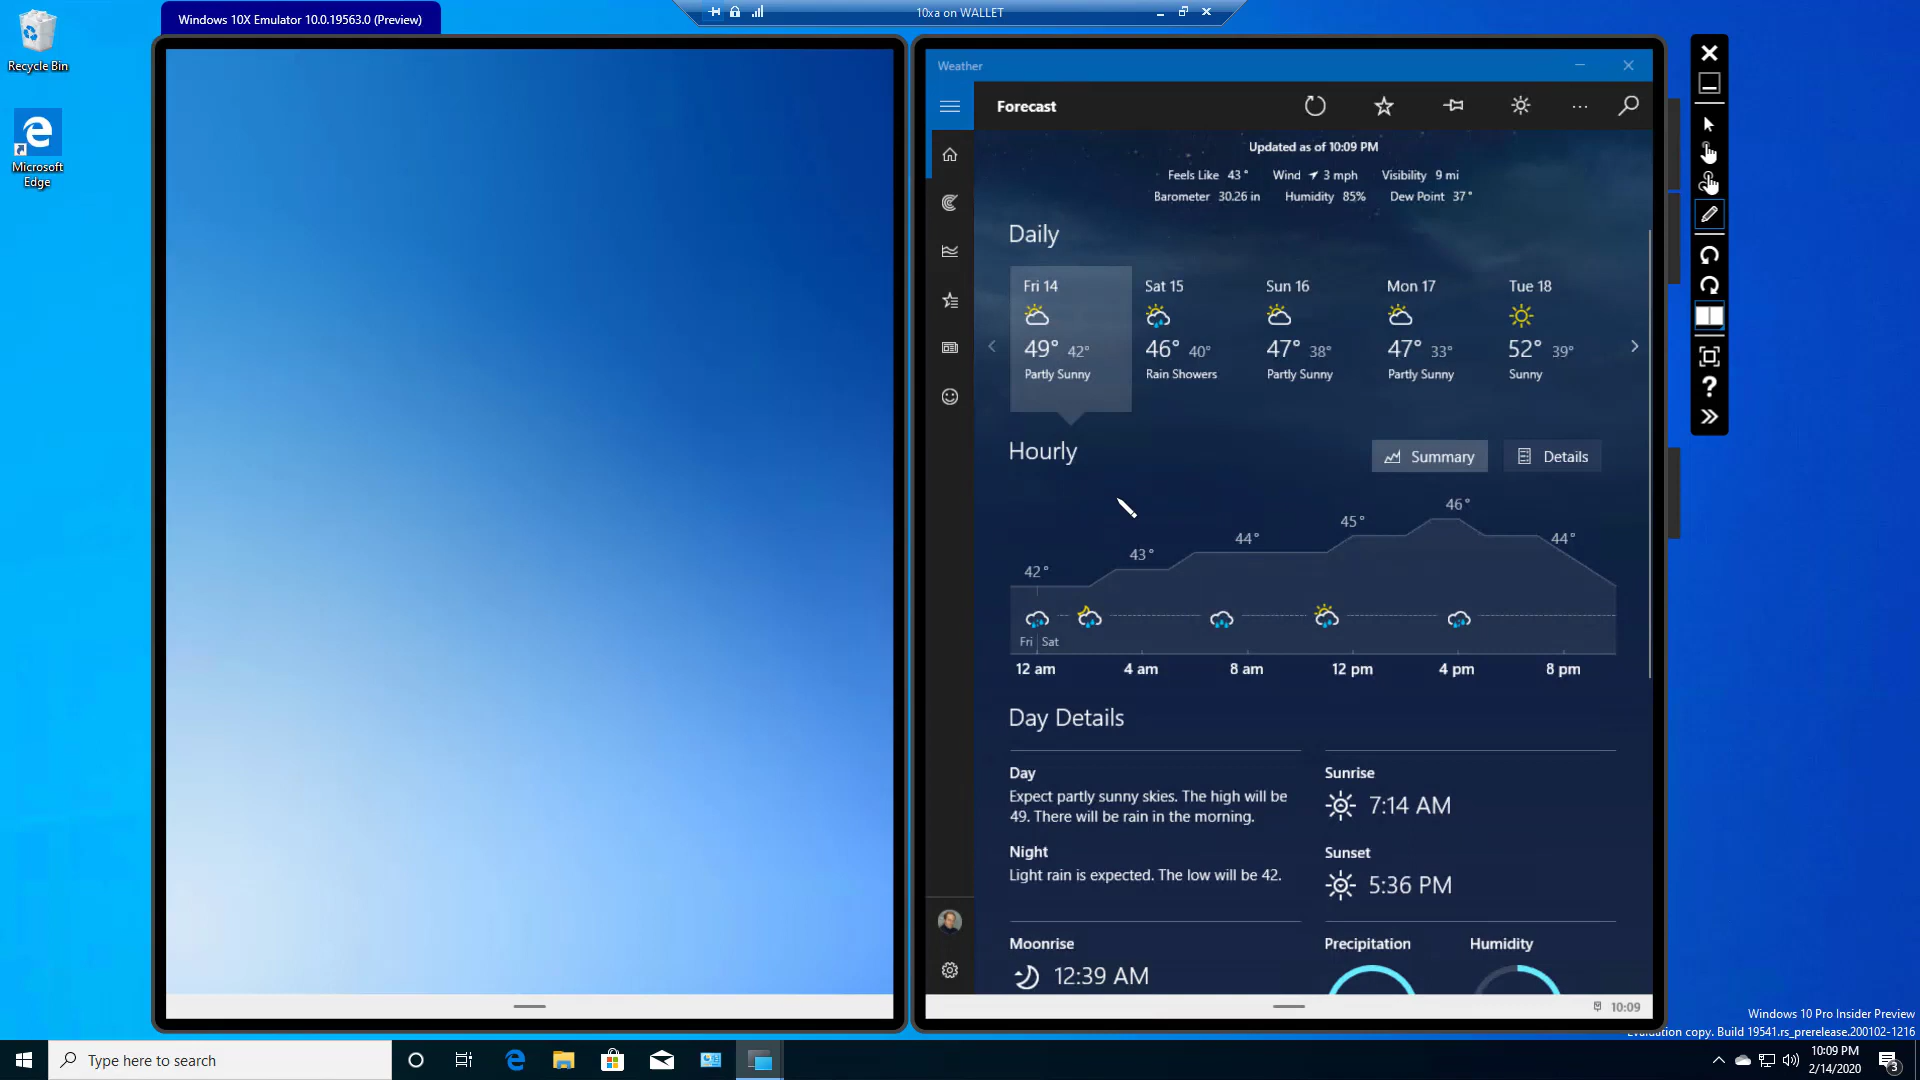 Windows 10X Emulator 10.0.19563.0 (Preview)
10xa on WALLET
Recycle Bin
Microsoft
Edge
Weather
Forecast
Updated as of 10:09 PM
Feels Like 43° Wind 3 mph Visibility 9 mi
Barometer 30.26 in Humidity 85% Dew Point 37°
Daily
Fri 14 Sat 15 Sun 16 Mon 17 Tue 18
49° 42° 46° 40° 47° 38° 47° 33° 52° 39°
Partly Sunny Rain Showers Partly Sunny Partly Sunny Sunny
Hourly
Summary Details
42° 43° 44° 45° 46° 44°
Fri Sat
12 am 4 am 8 am 12 pm 4 pm 8 pm
Day Details
Day
Expect partly sunny skies. The high will be
49. There will be rain in the morning.
Night
Light rain is expected. The low will be 42.
Sunrise
7:14 AM
Sunset
5:36 PM
Moonrise
12:39 AM
Precipitation Humidity
10:09
Windows 10 Pro Insider Preview
Evaluation copy. Build 19541.rs_prerelease.200102-1216
Type here to search
10:09 PM
2/14/2020
3